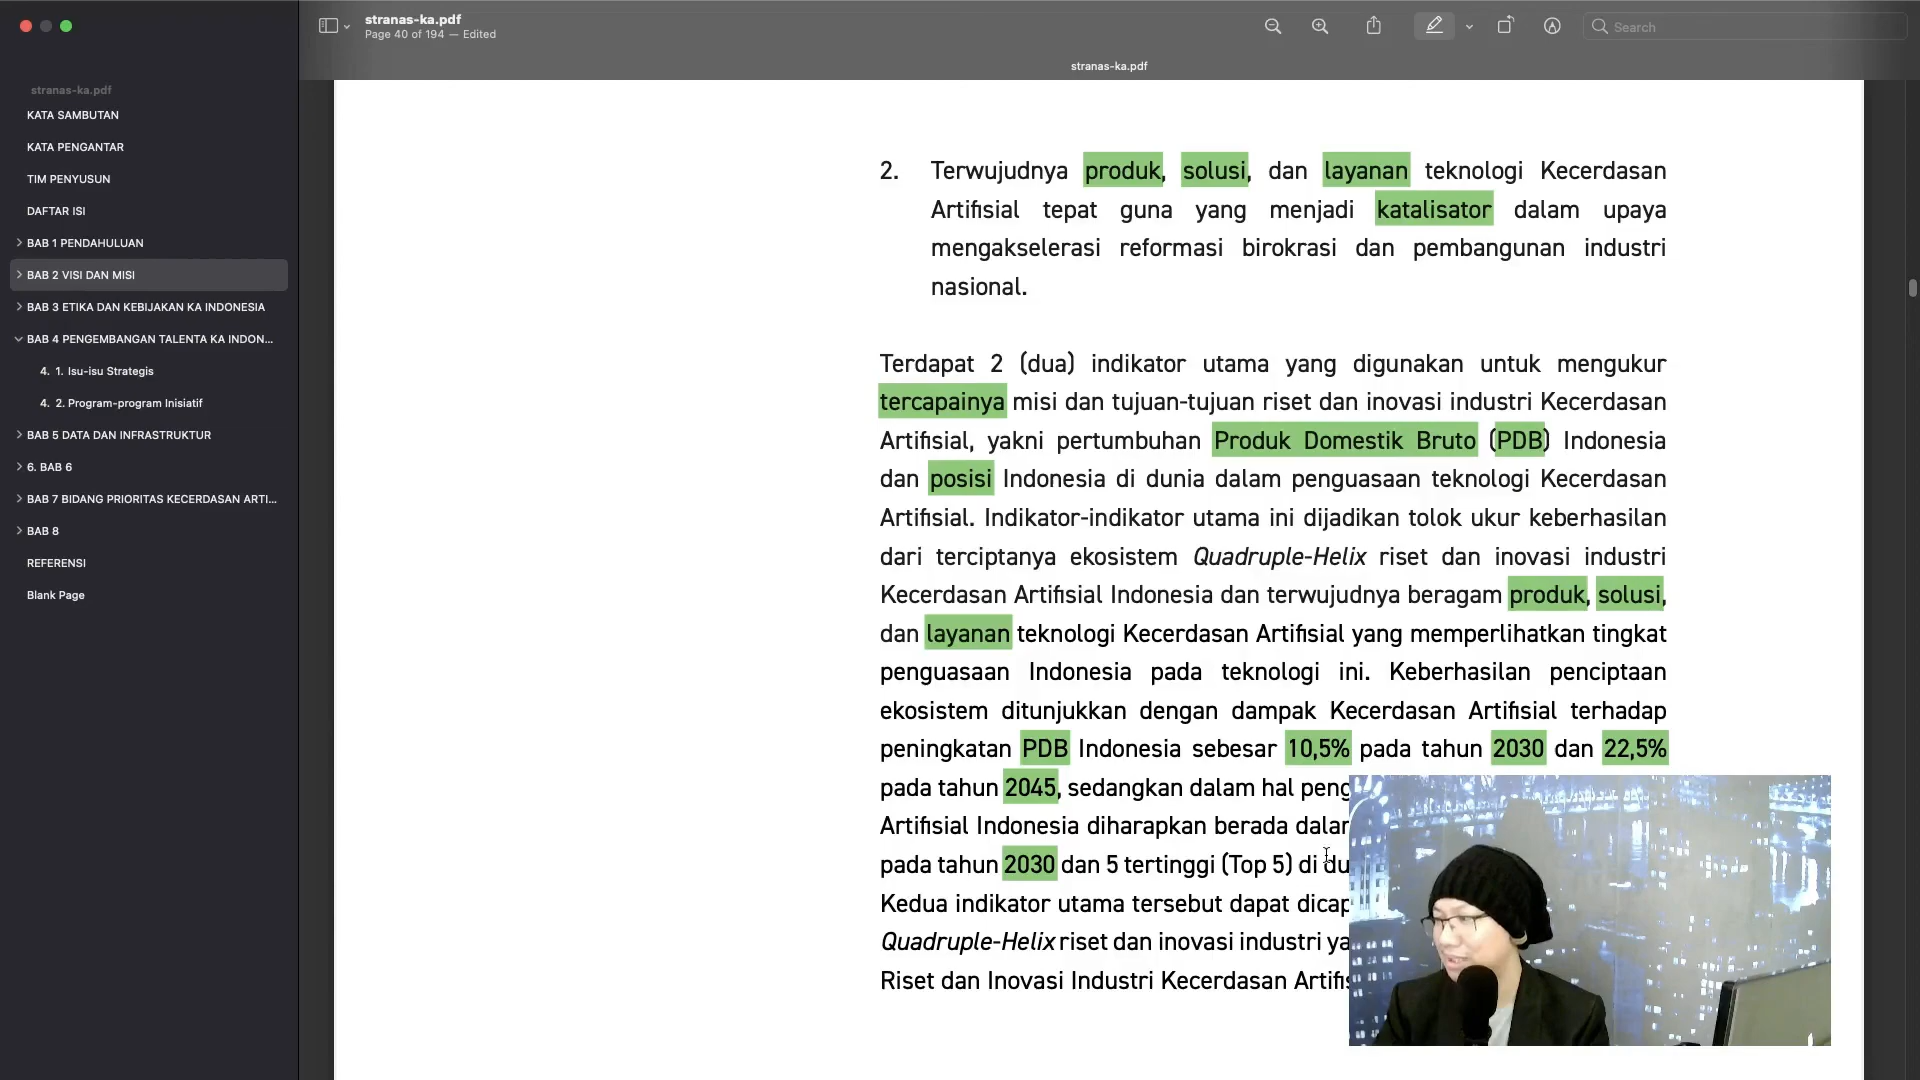 stranas-ka.pdf
Page 40 of 194 — Edited
Search
stranas-ka.pdf
stranas-ka.pdf
KATA SAMBUTAN
KATA PENGANTAR
TIM PENYUSUN
DAFTAR ISI
BAB 1 PENDAHULUAN
BAB 2 VISI DAN MISI
BAB 3 ETIKA DAN KEBIJAKAN KA INDONESIA
BAB 4 PENGEMBANGAN TALENTA KA INDON...
4. 1. Isu-isu Strategis
4. 2. Program-program Inisiatif
BAB 5 DATA DAN INFRASTRUKTUR
6. BAB 6
BAB 7 BIDANG PRIORITAS KECERDASAN ARTI...
BAB 8
REFERENSI
Blank Page
2. Terwujudnya produk, solusi, dan layanan teknologi Kecerdasan
Artifisial tepat guna yang menjadi katalisator dalam upaya
mengakselerasi reformasi birokrasi dan pembangunan industri
nasional.
Terdapat 2 (dua) indikator utama yang digunakan untuk mengukur
tercapainya misi dan tujuan-tujuan riset dan inovasi industri Kecerdasan
Artifisial, yakni pertumbuhan Produk Domestik Bruto (PDB) Indonesia
dan posisi Indonesia di dunia dalam penguasaan teknologi Kecerdasan
Artifisial. Indikator-indikator utama ini dijadikan tolok ukur keberhasilan
dari terciptanya ekosistem Quadruple-Helix riset dan inovasi industri
Kecerdasan Artifisial Indonesia dan terwujudnya beragam produk, solusi,
dan layanan teknologi Kecerdasan Artifisial yang memperlihatkan tingkat
penguasaan Indonesia pada teknologi ini. Keberhasilan penciptaan
ekosistem ditunjukkan dengan dampak Kecerdasan Artifisial terhadap
peningkatan PDB Indonesia sebesar 10,5% pada tahun 2030 dan 22,5%
pada tahun 2045, sedangkan dalam hal
Artifisial Indonesia diharapkan berada
pada tahun 2030 dan 5 tertinggi (Top 5) di
Kedua indikator utama tersebut dapat
Quadruple-Helix riset dan inovasi industri
Riset dan Inovasi Industri Kecerdasan